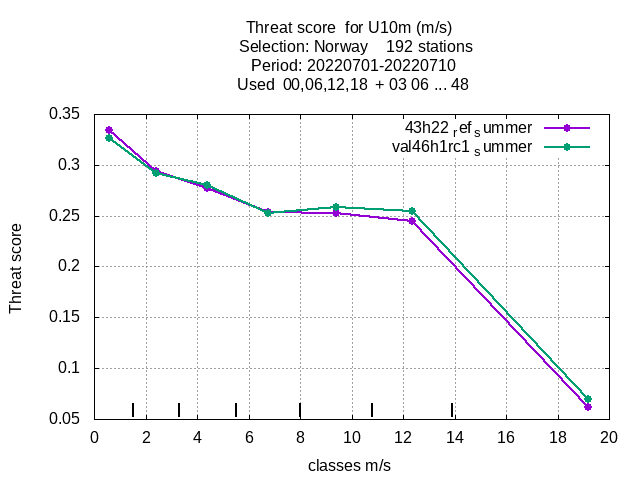 Threat score for U10m (m/s)
Selection: Norway 192 stations
Period: 20220701-20220710
Used 00,06,12,18 + 03 06 ... 48
43h22 ref summer
val46h1rc1 summer
0.35
0.3
0.25
0.2
0.15
0.1
0.05
Threat score
0 2 4 6 8 10 12 14 16 18 20
classes m/s